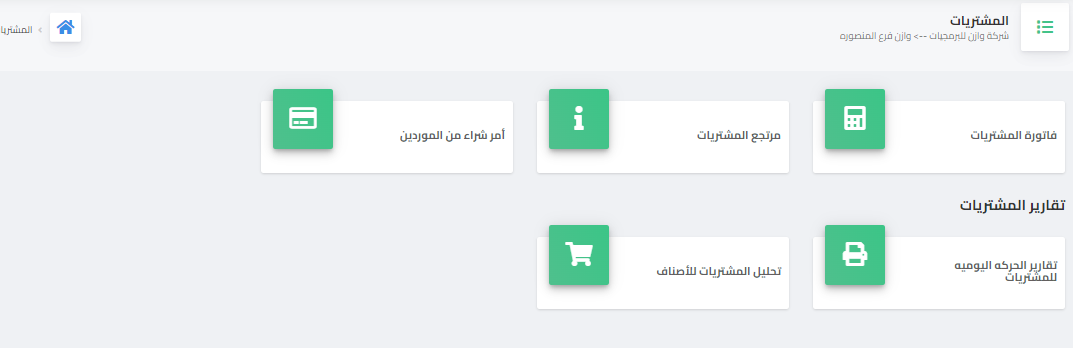 المشتريات
شركة وازن للبرمجيات --> وازن فرع المنصوره
فاتورة المشتريات
مرتجع المشتريات
أمر شراء من الموردين
تقارير المشتريات
تقارير الحركه اليوميه
للمشتريات
تحليل المشتريات للأصناف